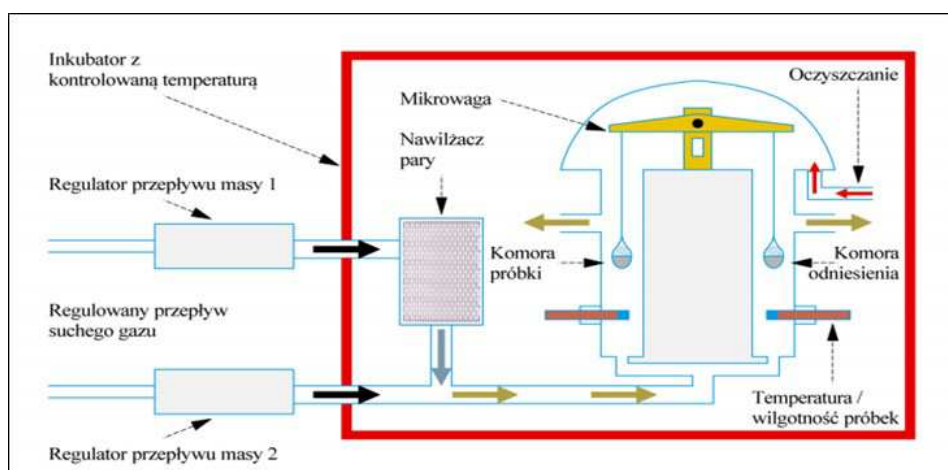 Inkubator z
kontrolowaną temperaturą
Oczyszczanie
Mikrowaga
Nawilżacz
pary
Regulator przepływu masy 1
Komora
próbki
Komora
odniesienia
Regulowany przepływ
suchego gazu
Temperatura /
wilgotność próbek
Regulator przepływu masy 2